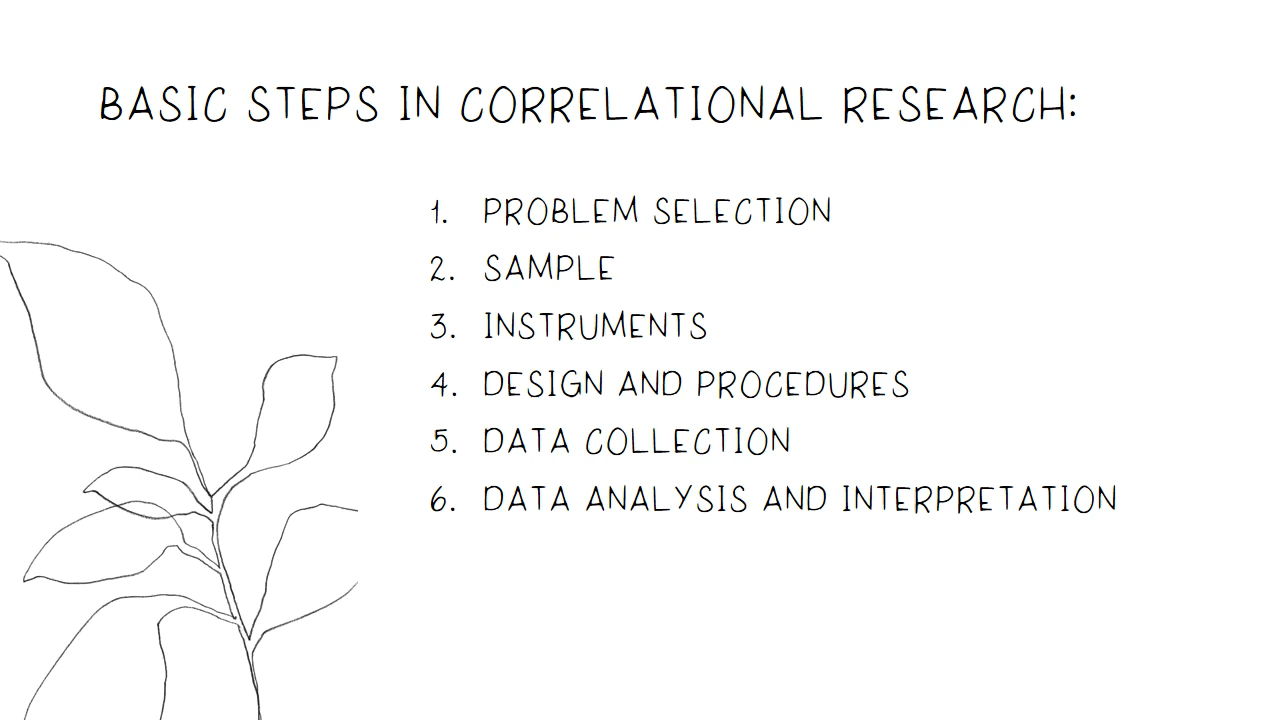 BASIC STEPS IN CORRELATIONAL RESEARCH:
1. PROBLEM SELECTION
2. SAMPLE
3. INSTRUMENTS
4. DESIGN AND PROCEDURES
5. DATA COLLECTION
6. DATA ANALYSIS AND INTERPRETATION